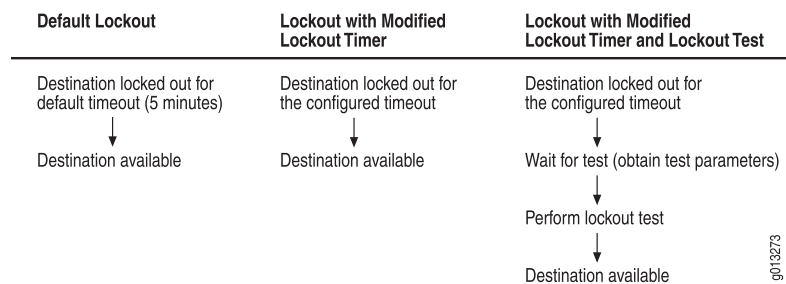 Default Lockout
Lockout with Modified
Lockout Timer
Lockout with Modified
Lockout Timer and Lockout Test
Destination locked out for
default timeout (5 minutes)
Destination available
Destination locked out for
the configured timeout
Destination available
Destination locked out for
the configured timeout
Wait for test (obtain test parameters)
Perform lockout test
Destination available
g013273